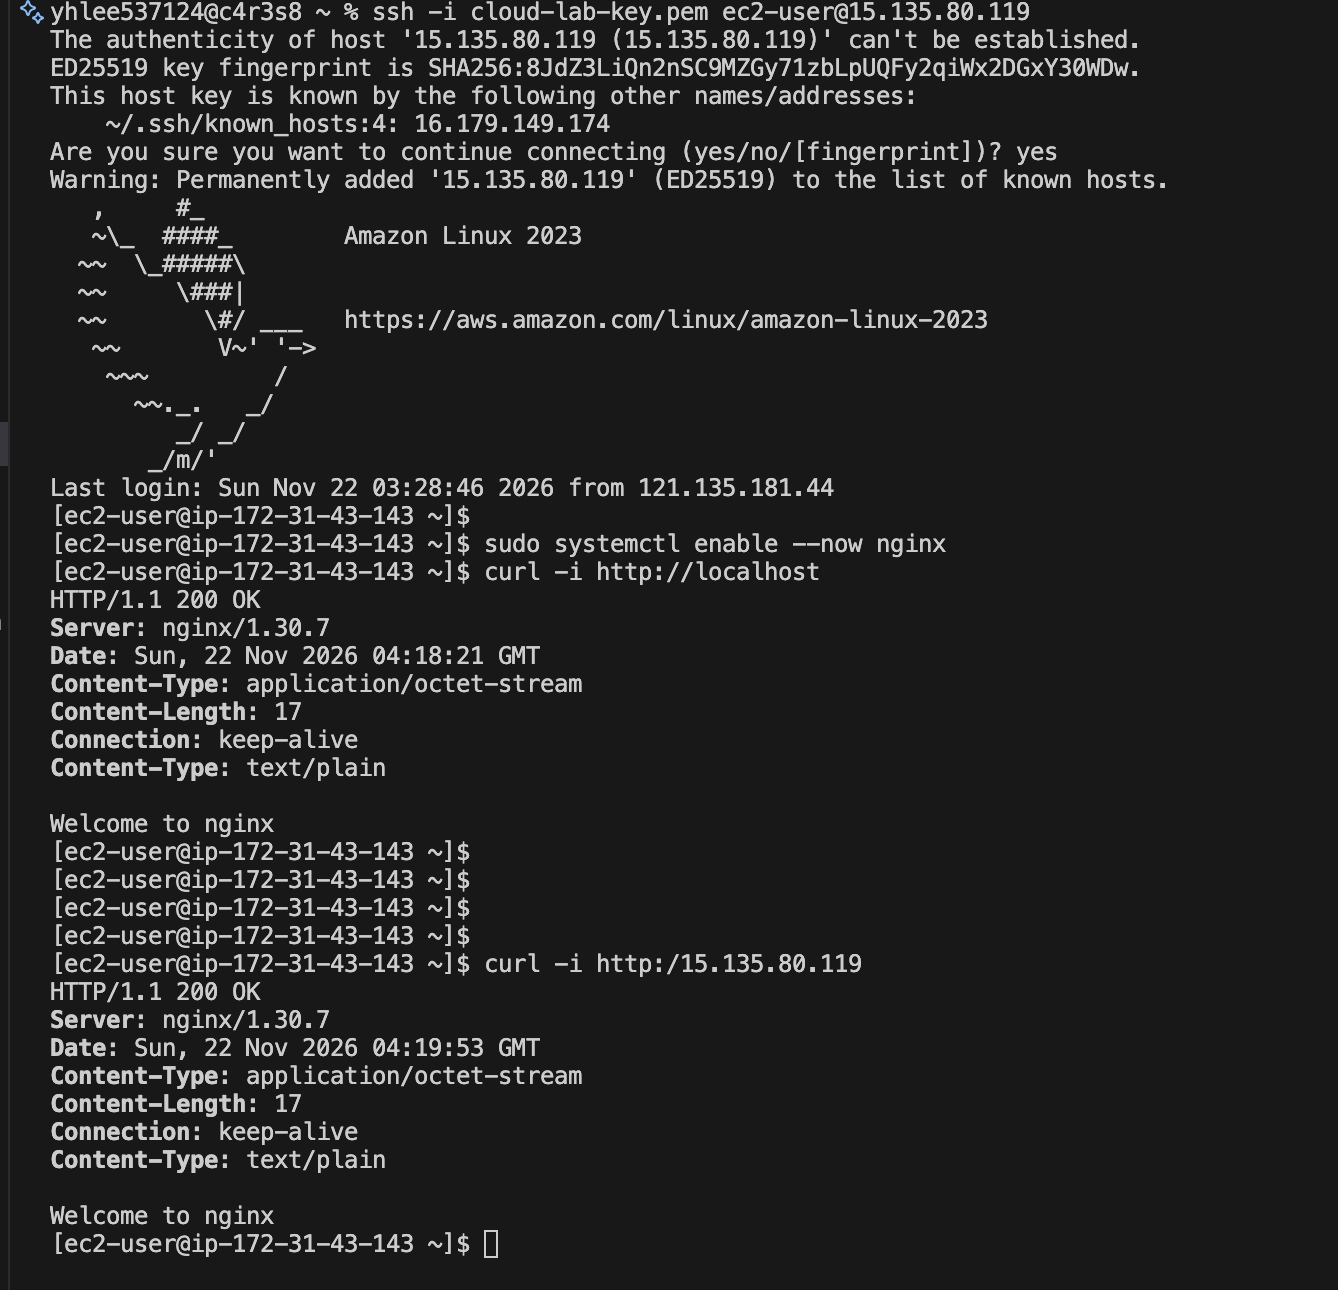 yhlee537124@c4r3s8 ~ % ssh -i cloud-lab-key.pem ec2-user@15.135.80.119
The authenticity of host '15.135.80.119 (15.135.80.119)' can't be established.
ED25519 key fingerprint is SHA256:8JdZ3LiQn2nSC9MZGy71zbLpUQFy2qiWx2DGxY30WDw.
This host key is known by the following other names/addresses:
    ~/.ssh/known_hosts:4: 16.179.149.174
Are you sure you want to continue connecting (yes/no/[fingerprint])? yes
Warning: Permanently added '15.135.80.119' (ED25519) to the list of known hosts.
   ,     #_
   ~\_  ####_        Amazon Linux 2023
  ~~  \_#####\
  ~~     \###|
  ~~       \#/ ___   https://aws.amazon.com/linux/amazon-linux-2023
   ~~       V~' '->
    ~~~         /
      ~~._.   _/
         _/ _/
       _/m/'
Last login: Sun Nov 22 03:28:46 2026 from 121.135.181.44
[ec2-user@ip-172-31-43-143 ~]$
[ec2-user@ip-172-31-43-143 ~]$ sudo systemctl enable --now nginx
[ec2-user@ip-172-31-43-143 ~]$ curl -i http://localhost
HTTP/1.1 200 OK
Server: nginx/1.30.7
Date: Sun, 22 Nov 2026 04:18:21 GMT
Content-Type: application/octet-stream
Content-Length: 17
Connection: keep-alive
Content-Type: text/plain

Welcome to nginx
[ec2-user@ip-172-31-43-143 ~]$
[ec2-user@ip-172-31-43-143 ~]$
[ec2-user@ip-172-31-43-143 ~]$
[ec2-user@ip-172-31-43-143 ~]$
[ec2-user@ip-172-31-43-143 ~]$ curl -i http:/15.135.80.119
HTTP/1.1 200 OK
Server: nginx/1.30.7
Date: Sun, 22 Nov 2026 04:19:53 GMT
Content-Type: application/octet-stream
Content-Length: 17
Connection: keep-alive
Content-Type: text/plain

Welcome to nginx
[ec2-user@ip-172-31-43-143 ~]$